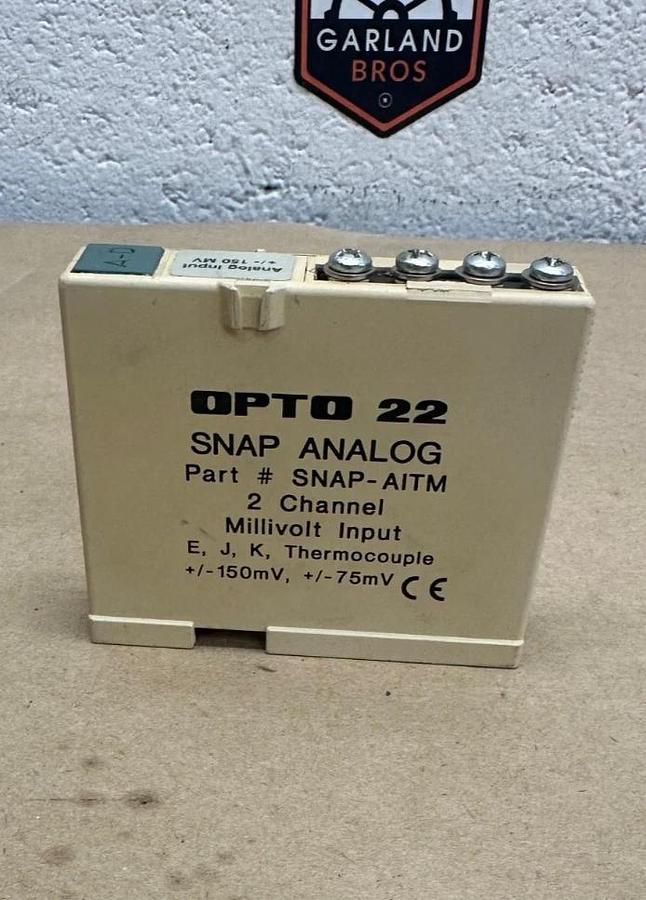 GARLAND
BROS
A-D
Analog Input
+/- 150 MV
OPTO 22
SNAP ANALOG
Part # SNAP-AITM
2 Channel
Millivolt Input
E, J, K, Thermocouple
+/-150mV, +/-75mV CE